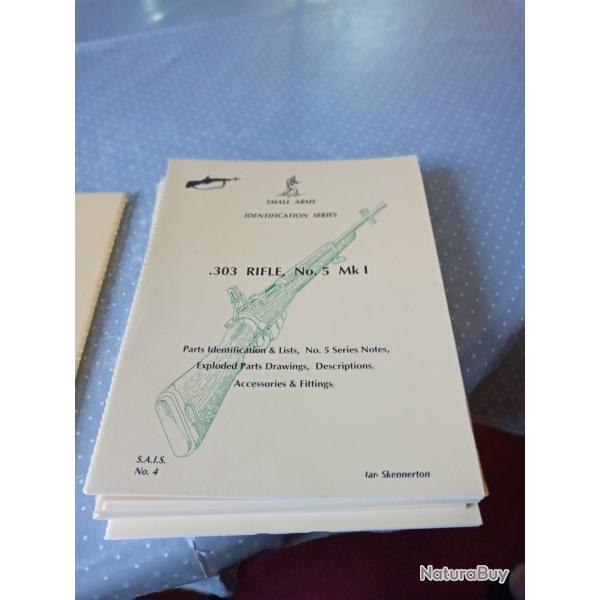 SMALL ARMS
IDENTIFICATION SERIES
.303 RIFLE, No. 5 Mk I
Parts Identification & Lists, No. 5 Series Notes,
Exploded Parts Drawings, Descriptions.
Accessories & Fittings.
S.A.I.S.
No. 4
Ian Skennerton
NaturaBuy